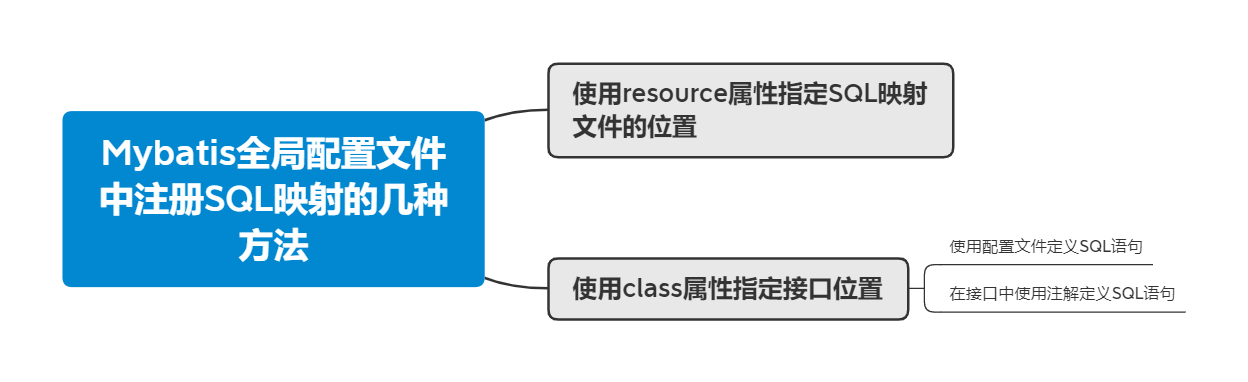 Mybatis全局配置文件
中注册SQL映射的几种
方法
使用resource属性指定SQL映射
文件的位置
使用class属性指定接口位置
使用配置文件定义SQL语句
在接口中使用注解定义SQL语句